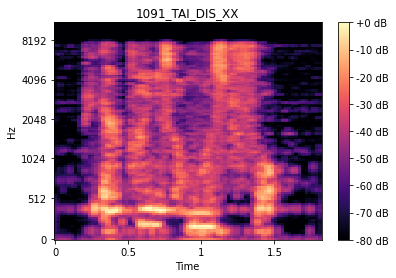 1091_TAI_DIS_XX
Hz
8192
4096
2048
1024
512
0
0
0.5
1
1.5
Time
+0 dB
-10 dB
-20 dB
-30 dB
-40 dB
-50 dB
-60 dB
-70 dB
-80 dB